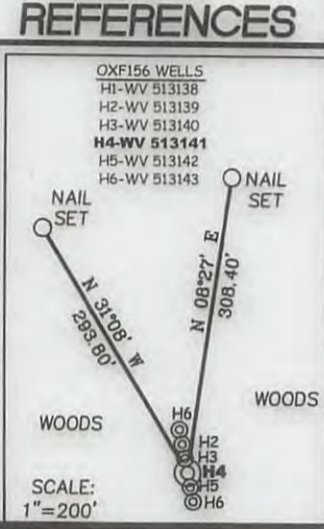 REFERENCES
OXF156 WELLS
H1-WV 513138
H2-WV 513139
H3-WV 513140
H4-WV 513141
H5-WV 513142
H6-WV 513143
NAIL
SET
NAIL
SET
N 31°08' W
293.80'
N 08°27' E
308.40'
WOODS
WOODS
H6
H2
H3
H4
H5
H6
SCALE:
1"=200'